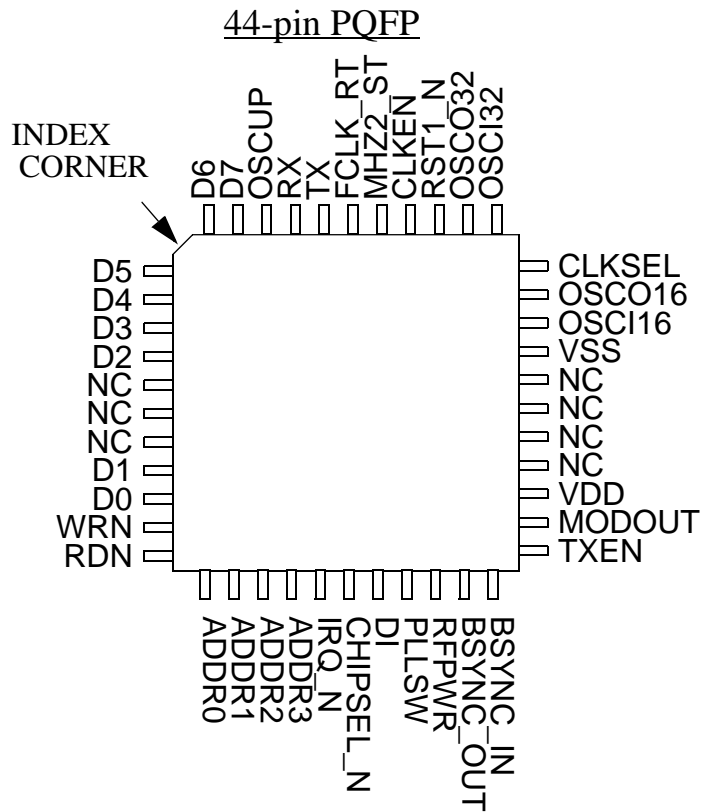 44-pin PQFP
INDEX
CORNER
D6
D7
OSCUP
RX
TX
FCLK_RT
MHZ2_ST
CLKEN
RST1_N
OSCO32
OSCI32
D5
D4
D3
D2
NC
NC
NC
D1
D0
WRN
RDN
CLKSEL
OSCO16
OSCI16
VSS
NC
NC
NC
NC
VDD
MODOUT
TXEN
ADDR0
ADDR1
ADDR2
ADDR3
IRQ_N
CHIPSEL_N
DI
PLLSW
RFPWR
BSYNC_OUT
BSYNC_IN